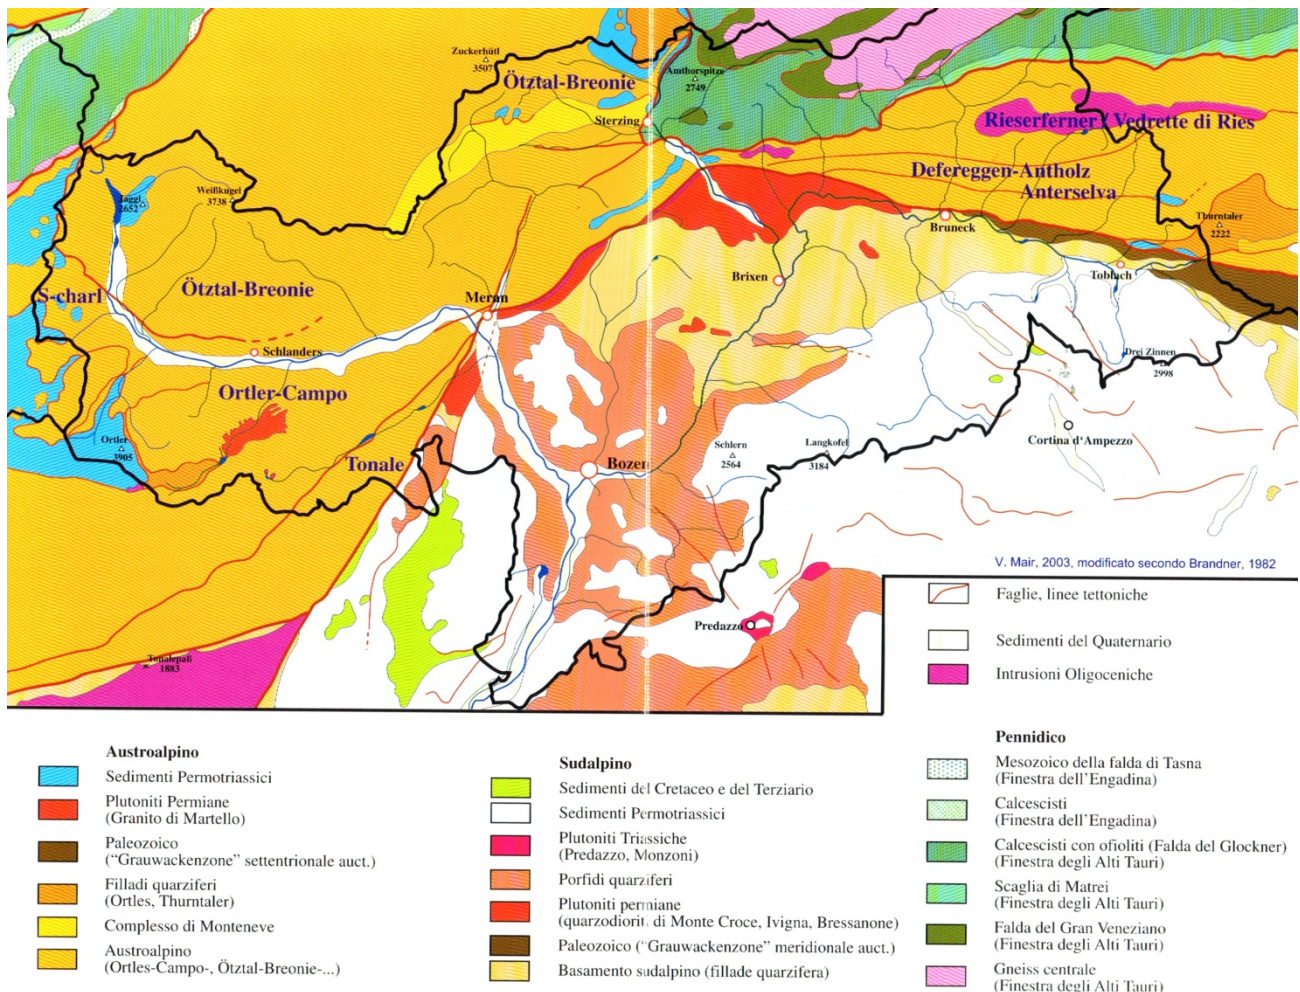 Zuckerhütl
3507
Ötztal-Breonie
Amthorspitze
2749
Sterzing
Rieserferner / Vedrette di Ries
Defereggen-Antholz
Anterselva
Weißkugel
3738
Jaggl
2652
Thurntaler
2222
Bruneck
Toblach
Brixen
S-charl
Ötztal-Breonie
Meran
Schlanders
Drei Zinnen
2998
Ortler-Campo
Cortina d'Ampezzo
Ortler
3905
Tonale
Bozen
Schlern
2564
Langkofel
3184
V. Mair, 2003, modificato secondo Brandner, 1982
Predazzo
Tonalepaß
1883
Faglie, linee tettoniche
Sedimenti del Quaternario
Intrusioni Oligoceniche
Austroalpino
Sedimenti Permotriassici
Plutoniti Permiane
(Granito di Martello)
Paleozoico
("Grauwackenzone" settentrionale auct.)
Filladi quarziferi
(Ortles, Thurntaler)
Complesso di Monteneve
Austroalpino
(Ortles-Campo-, Ötztal-Breonie-...)
Sudalpino
Sedimenti del Cretaceo e del Terziario
Sedimenti Permotriassici
Plutoniti Triassiche
(Predazzo, Monzoni)
Porfidi quarziferi
Plutoniti permiane
(quarzodioriti di Monte Croce, Ivigna, Bressanone)
Paleozoico ("Grauwackenzone" meridionale auct.)
Basamento sudalpino (fillade quarzifera)
Pennidico
Mesozoico della falda di Tasna
(Finestra dell'Engadina)
Calcescisti
(Finestra dell'Engadina)
Calcescisti con ofioliti (Falda del Glockner)
(Finestra degli Alti Tauri)
Scaglia di Matrei
(Finestra degli Alti Tauri)
Falda del Gran Veneziano
(Finestra degli Alti Tauri)
Gneiss centrale
(Finestra degli Alti Tauri)